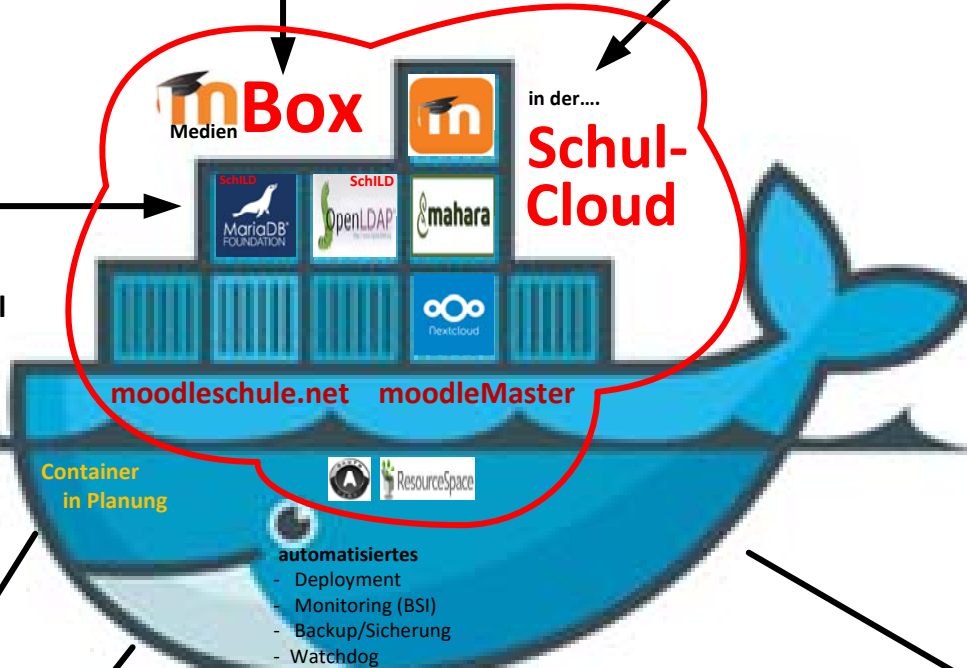 m Box
Medien
in der....
Schul-
Cloud
m
SchILD
SchILD
MariaDB
FOUNDATION
OpenLDAP
mahara
l
Nextcloud
moodleschule.net moodleMaster
Container
in Planung
A
ResourceSpace
automatisiertes
- Deployment
- Monitoring (BSI)
- Backup/Sicherung
- Watchdog